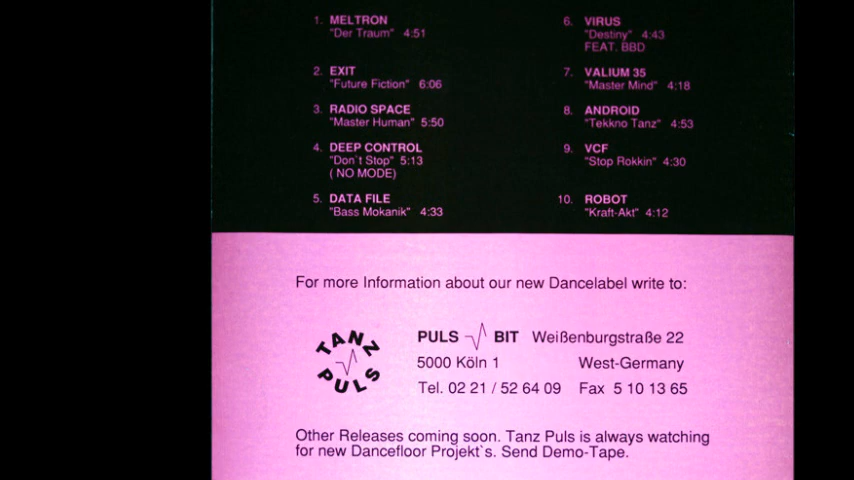 1. MELTRON
"Der Traum" 4:51
2. EXIT
"Future Fiction" 6:06
3. RADIO SPACE
"Master Human" 5:50
4. DEEP CONTROL
"Don`t Stop" 5:13
( NO MODE)
5. DATA FILE
"Bass Mokanik" 4:33
6. VIRUS
"Destiny" 4:43
FEAT. BBD
7. VALIUM 35
"Master Mind" 4:18
8. ANDROID
"Tekkno Tanz" 4:53
9. VCF
"Stop Rokkin" 4:30
10. ROBOT
"Kraft-Akt" 4:12
For more Information about our new Dancelabel write to:
TANZ
PULS
PULS BIT Weißenburgstraße 22
5000 Köln 1 West-Germany
Tel. 02 21 / 52 64 09 Fax 5 10 13 65
Other Releases coming soon. Tanz Puls is always watching
for new Dancefloor Projekt`s. Send Demo-Tape.